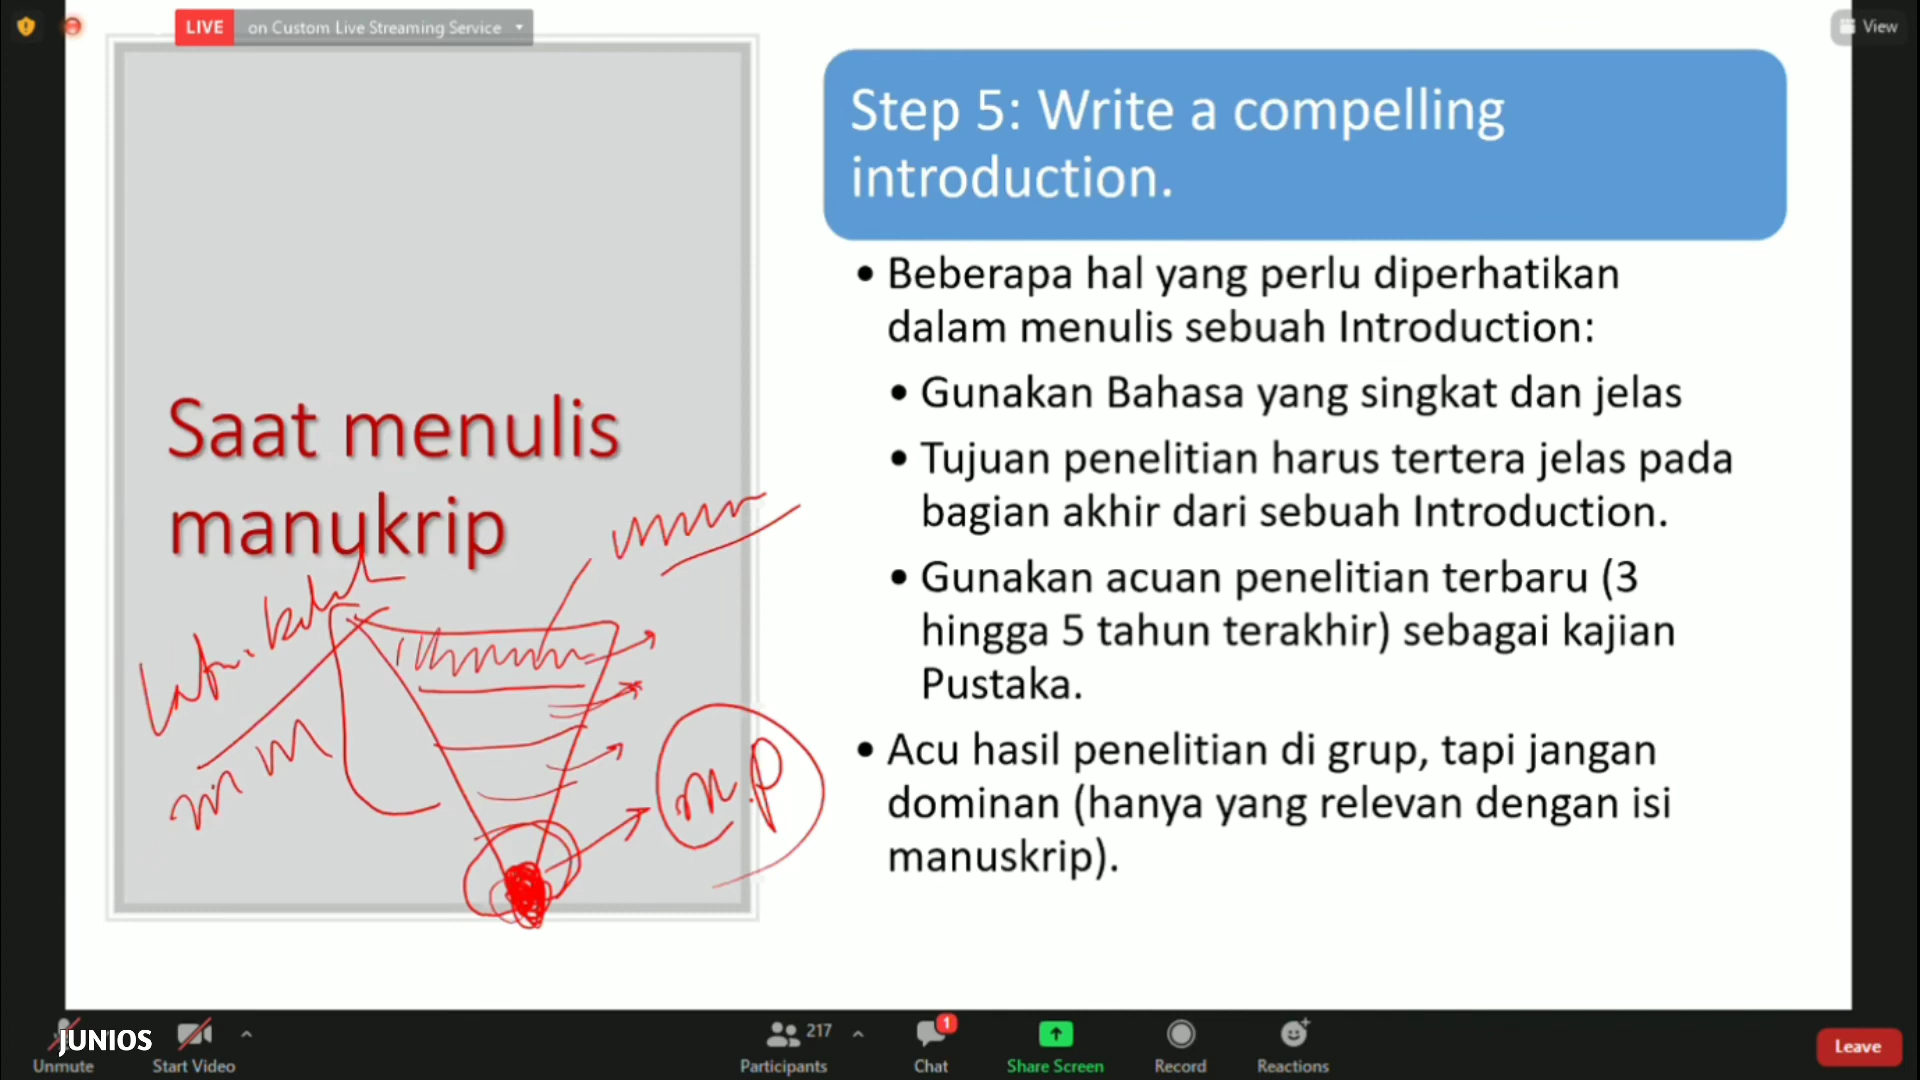 LIVE on Custom Live Streaming Service
View
Saat menulis
manukrip
Step 5: Write a compelling
introduction.
• Beberapa hal yang perlu diperhatikan
dalam menulis sebuah Introduction:
• Gunakan Bahasa yang singkat dan jelas
• Tujuan penelitian harus tertera jelas pada
bagian akhir dari sebuah Introduction.
• Gunakan acuan penelitian terbaru (3
hingga 5 tahun terakhir) sebagai kajian
Pustaka.
• Acu hasil penelitian di grup, tapi jangan
dominan (hanya yang relevan dengan isi
manuskrip).
m.p
JUNIOS
Unmute
Start Video
217
Participants
1
Chat
Share Screen
Record
Reactions
Leave